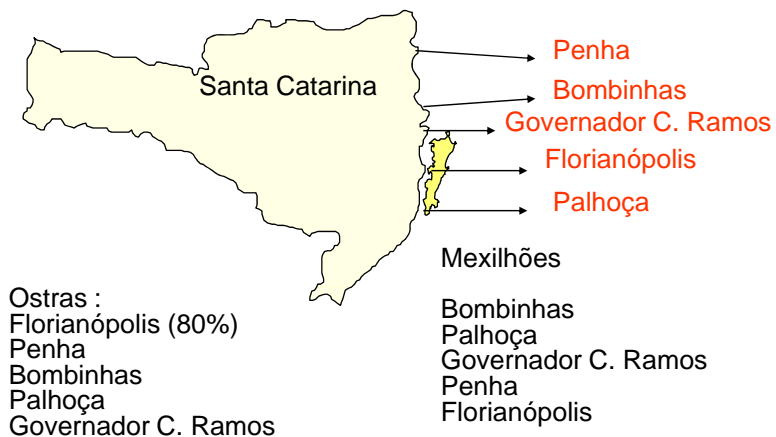 Santa Catarina
Penha
Bombinhas
Governador C. Ramos
Florianópolis
Palhoça
Ostras :
Florianópolis (80%)
Penha
Bombinhas
Palhoça
Governador C. Ramos
Mexilhões
Bombinhas
Palhoça
Governador C. Ramos
Penha
Florianópolis